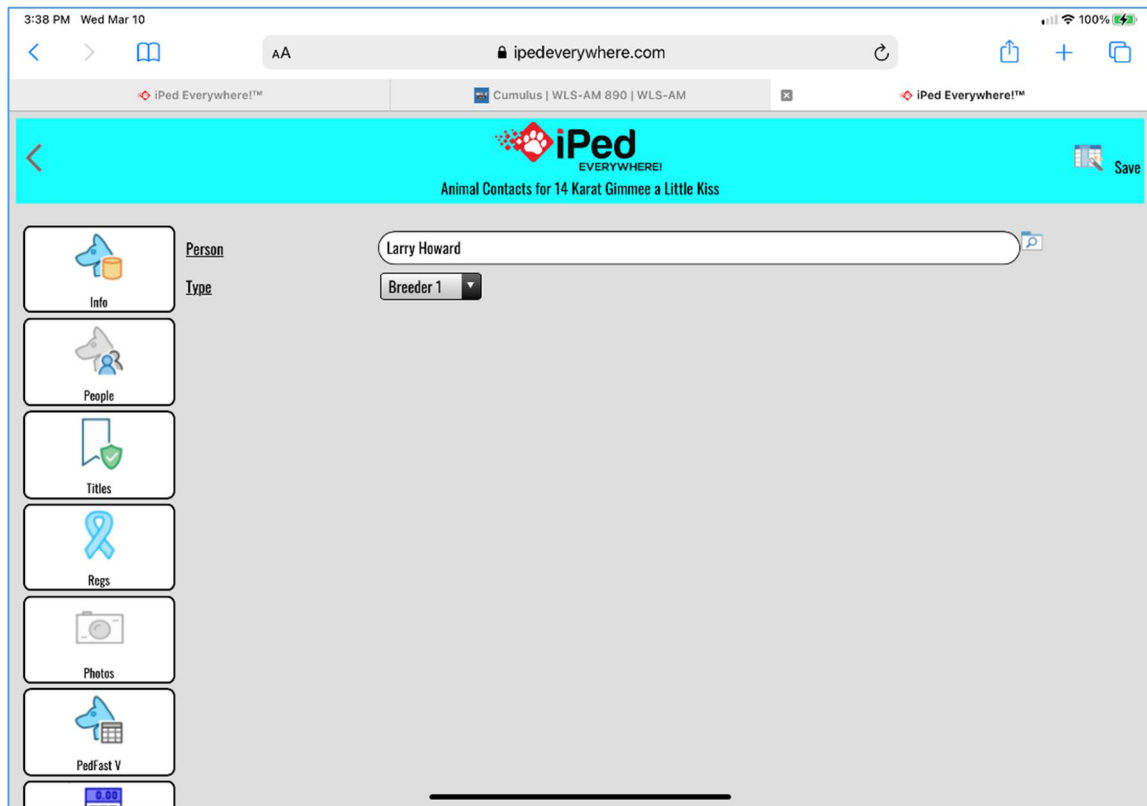 3:38 PM Wed Mar 10
100%
AA
ipedeverywhere.com
iPed Everywhere!™
Cumulus | WLS-AM 890 | WLS-AM
iPed Everywhere!™
iPed
EVERYWHERE!
Save
Animal Contacts for 14 Karat Gimmee a Little Kiss
Person
Larry Howard
Type
Breeder 1
Info
People
Titles
Regs
Photos
PedFast V
0.00